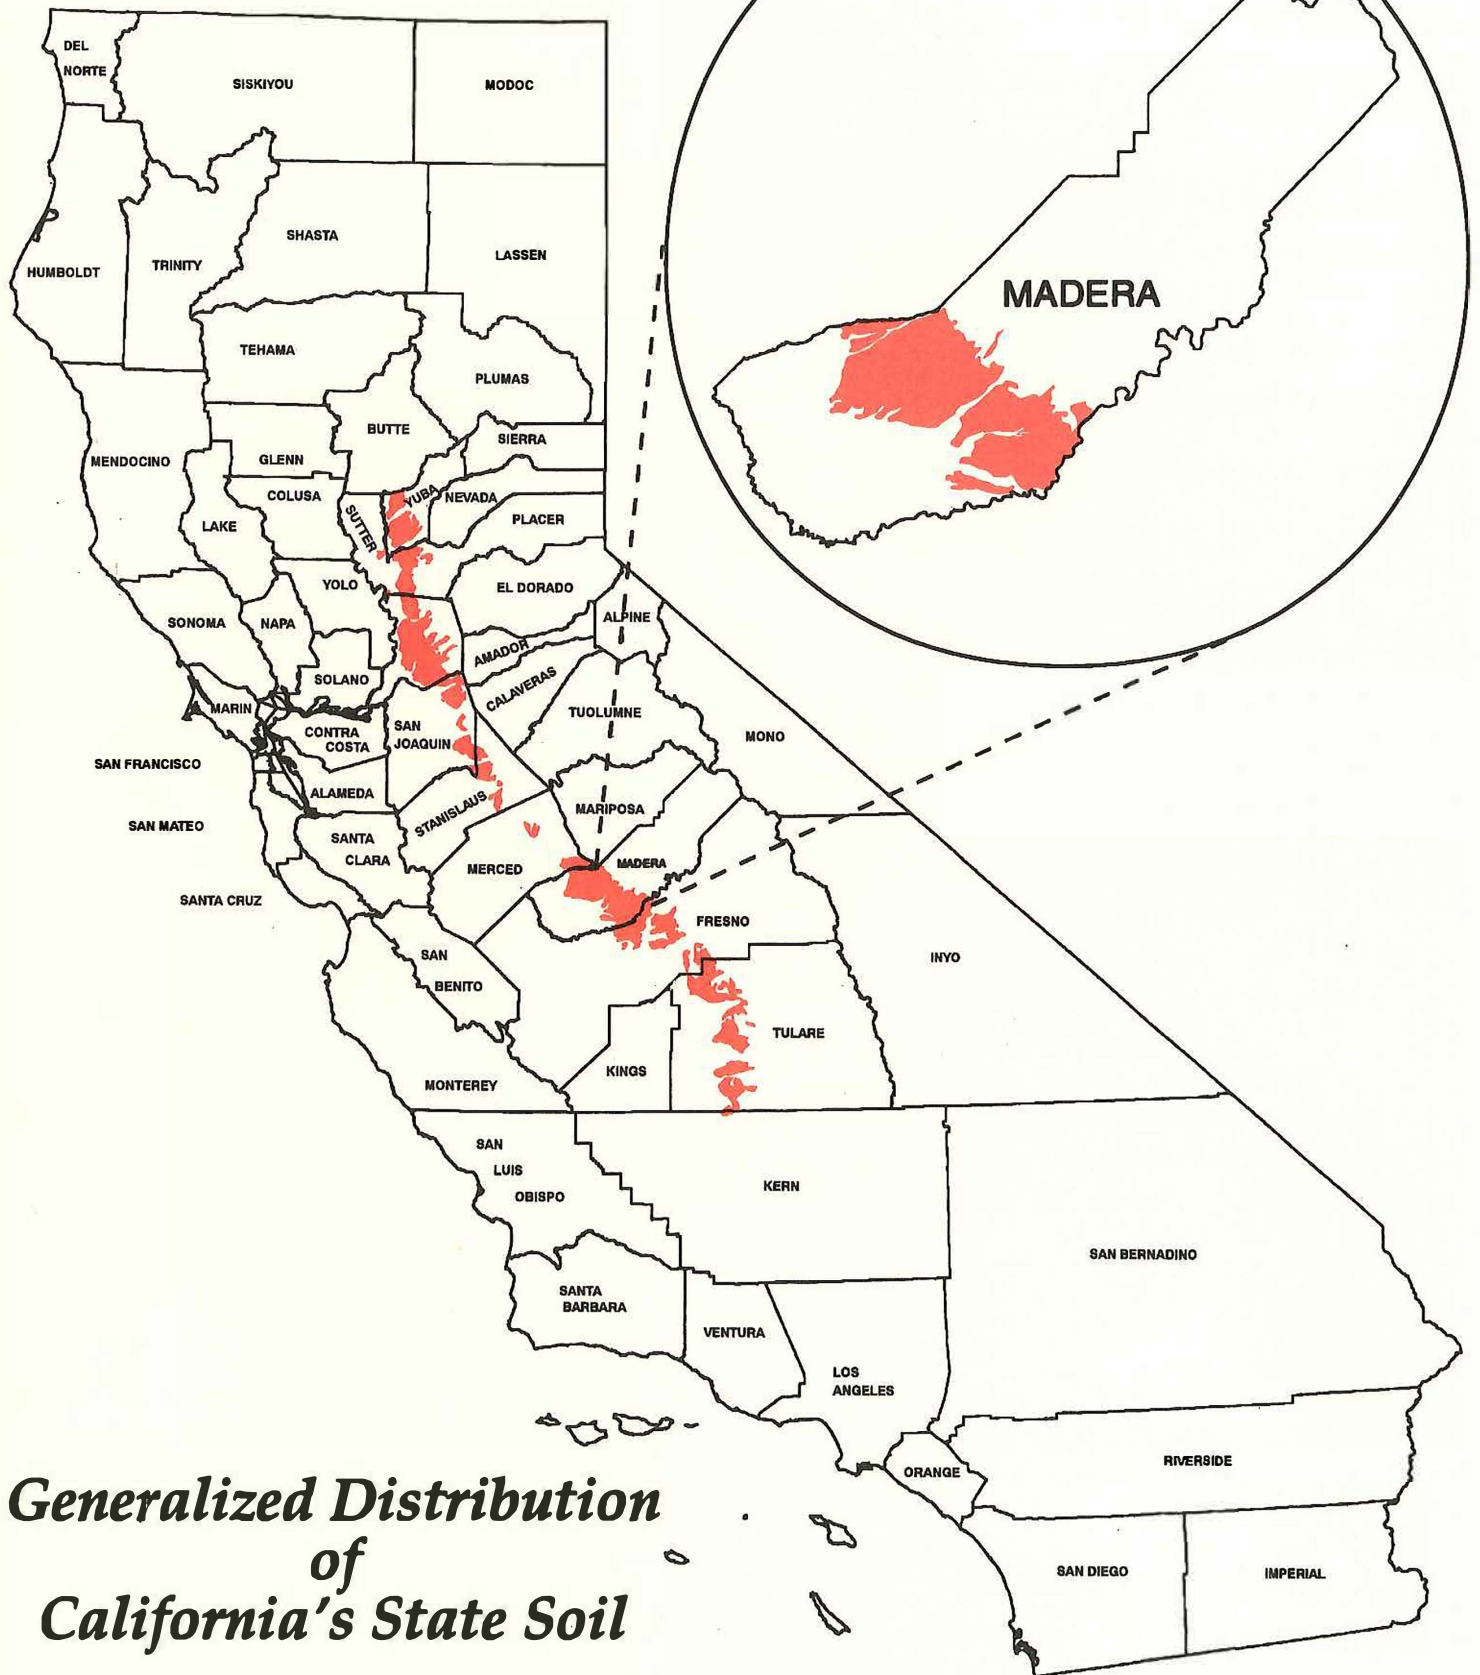 DEL
NORTE
SISKIYOU
MODOC
HUMBOLDT
TRINITY
SHASTA
LASSEN
MADERA
TEHAMA
PLUMAS
BUTTE
SIERRA
MENDOCINO
GLENN
COLUSA
LAKE
SUTTER
YUBA
NEVADA
PLACER
YOLO
EL DORADO
SONOMA
NAPA
ALPINE
AMADOR
SOLANO
CALAVERAS
MARIN
TUOLUMNE
CONTRA
COSTA
SAN
JOAQUIN
MONO
SAN FRANCISCO
ALAMEDA
STANISLAUS
MARIPOSA
SAN MATEO
SANTA
CLARA
MERCED
MADERA
SANTA CRUZ
FRESNO
SAN
BENITO
INYO
TULARE
KINGS
MONTEREY
SAN
LUIS
OBISPO
KERN
SAN BERNADINO
SANTA
BARBARA
VENTURA
LOS
ANGELES
ORANGE
RIVERSIDE
SAN DIEGO
IMPERIAL
Generalized Distribution
of
California's State Soil